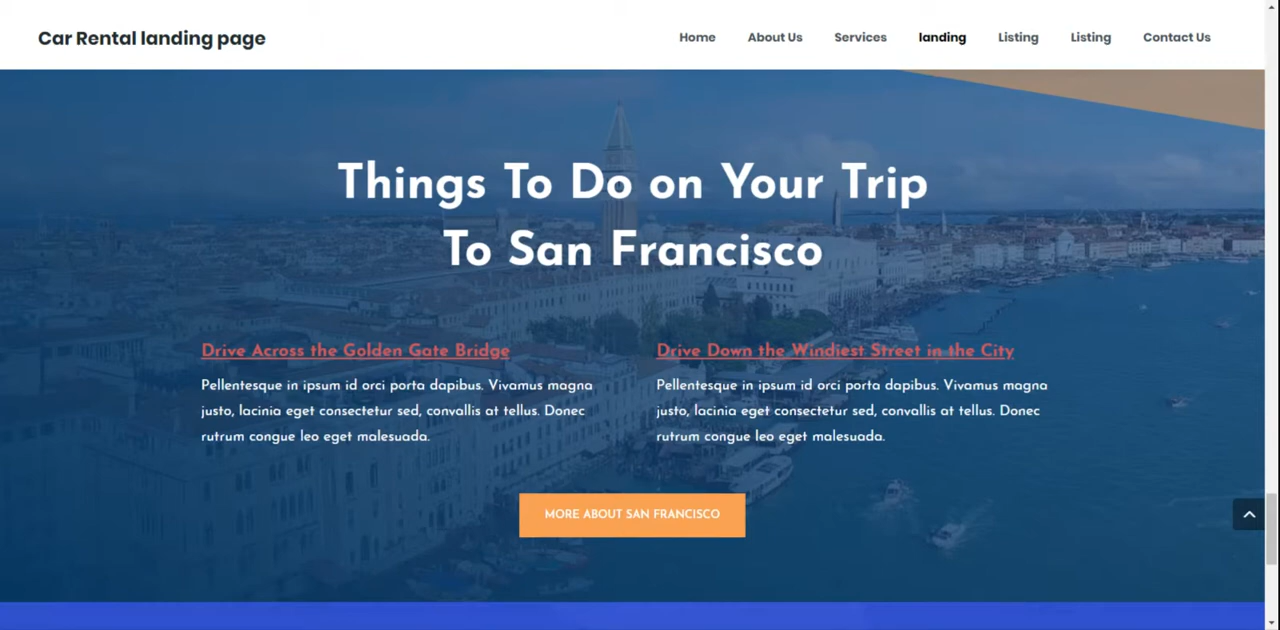 Car Rental landing page
Home About Us Services landing Listing Listing Contact Us
Things To Do on Your Trip
To San Francisco
Drive Across the Golden Gate Bridge
Pellentesque in ipsum id orci porta dapibus. Vivamus magna
justo, lacinia eget consectetur sed, convallis at tellus. Donec
rutrum congue leo eget malesuada.
Drive Down the Windiest Street in the City
Pellentesque in ipsum id orci porta dapibus. Vivamus magna
justo, lacinia eget consectetur sed, convallis at tellus. Donec
rutrum congue leo eget malesuada.
MORE ABOUT SAN FRANCISCO